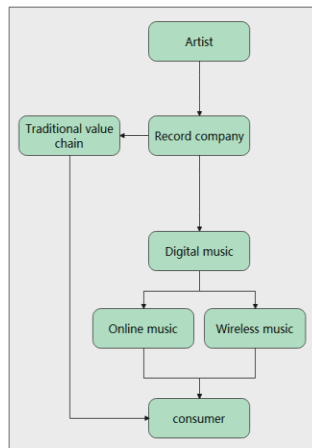 Artist
Traditional value
chain
Record company
Digital music
Online music
Wireless music
consumer